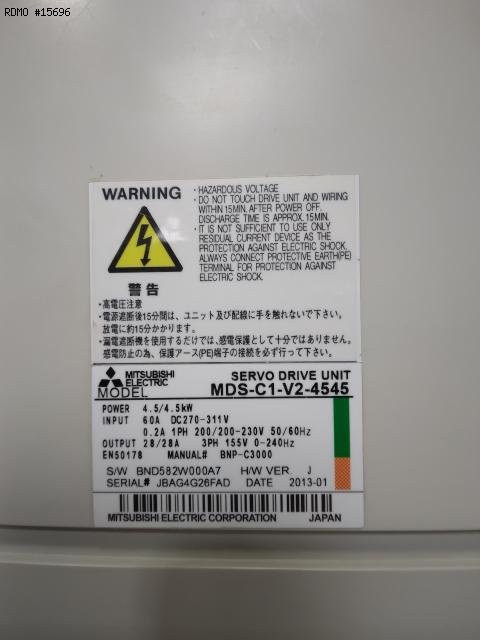 RDMO #15696
WARNING
・HAZARDOUS VOLTAGE
・DO NOT TOUCH DRIVE UNIT AND WIRING
WITHIN 15MIN. AFTER POWER OFF.
DISCHARGE TIME IS APPROX. 15MIN.
・IT IS NOT SUFFICIENT TO USE ONLY
RESIDUAL CURRENT DEVICE AS THE
PROTECTION AGAINST ELECTRIC SHOCK.
ALWAYS CONNECT PROTECTIVE EARTH(PE)
TERMINAL FOR PROTECTION AGAINST
ELECTRIC SHOCK.
警告
・高電圧注意
・電源遮断後15分間は、ユニット及び配線に手を触れないで下さい。
放電に約15分かかります。
・漏電遮断機を使用するだけでは、感電保護として十分ではありません。
感電防止の為、保護アース(PE)端子の接続を必ず行って下さい。
MITSUBISHI
ELECTRIC
SERVO DRIVE UNIT
MODEL MDS-C1-V2-4545
POWER 4.5/4.5kW
INPUT 60A DC270-311V
0.2A 1PH 200/200-230V 50/60Hz
OUTPUT 28/28A 3PH 155V 0-240Hz
EN50178 MANUAL# BNP-C3000
S/W BND582W000A7 H/W VER. J
SERIAL# JBAG4G26FAD DATE 2013-01
MITSUBISHI ELECTRIC CORPORATION JAPAN